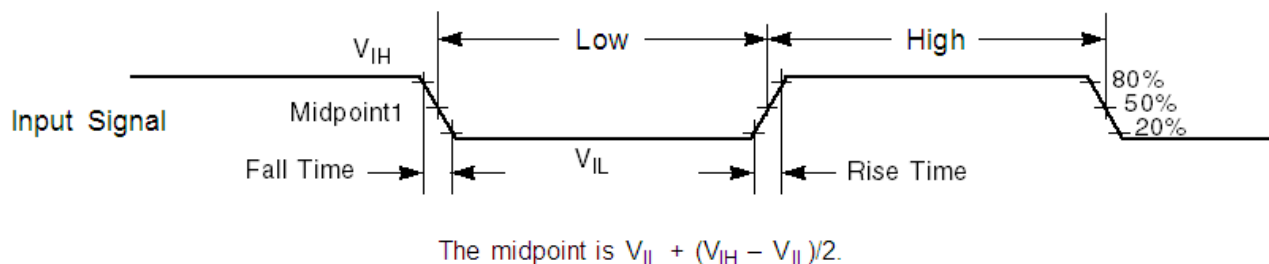 Low
High
VIH
80%
Input Signal
Midpoint1
50%
20%
Fall Time
VIL
Rise Time
The midpoint is VIL + (VIH – VIL)/2.